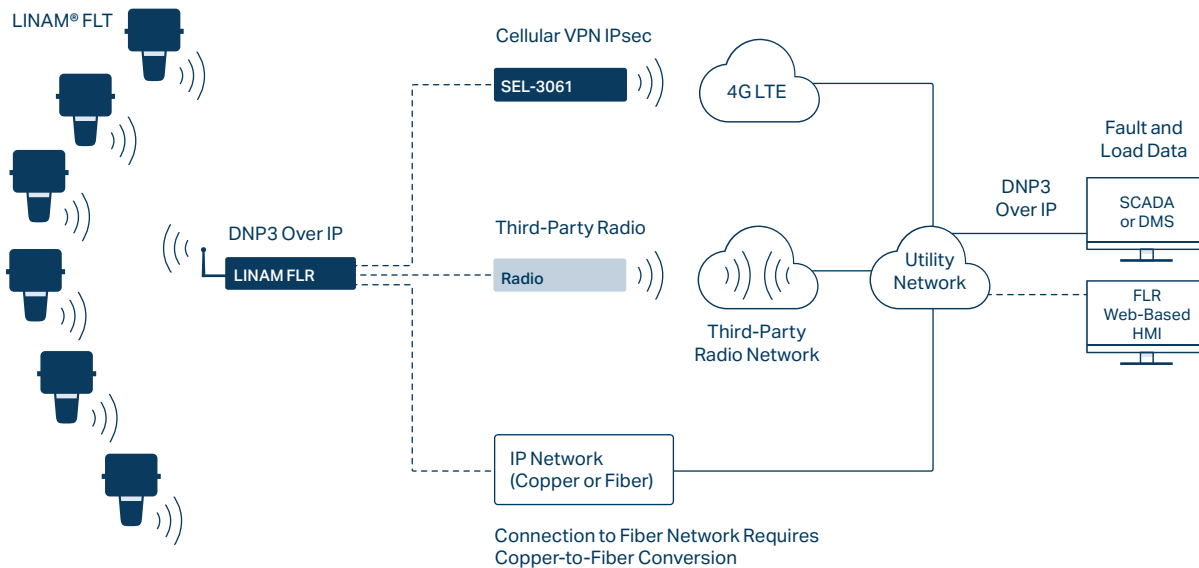 LINAM® FLT
Cellular VPN IPsec
SEL-3061
4G LTE
Fault and
Load Data
DNP3
Over IP
SCADA
or DMS
DNP3 Over IP
LINAM FLR
Third-Party Radio
Radio
Third-Party
Radio Network
Utility
Network
FLR
Web-Based
HMI
IP Network
(Copper or Fiber)
Connection to Fiber Network Requires
Copper-to-Fiber Conversion